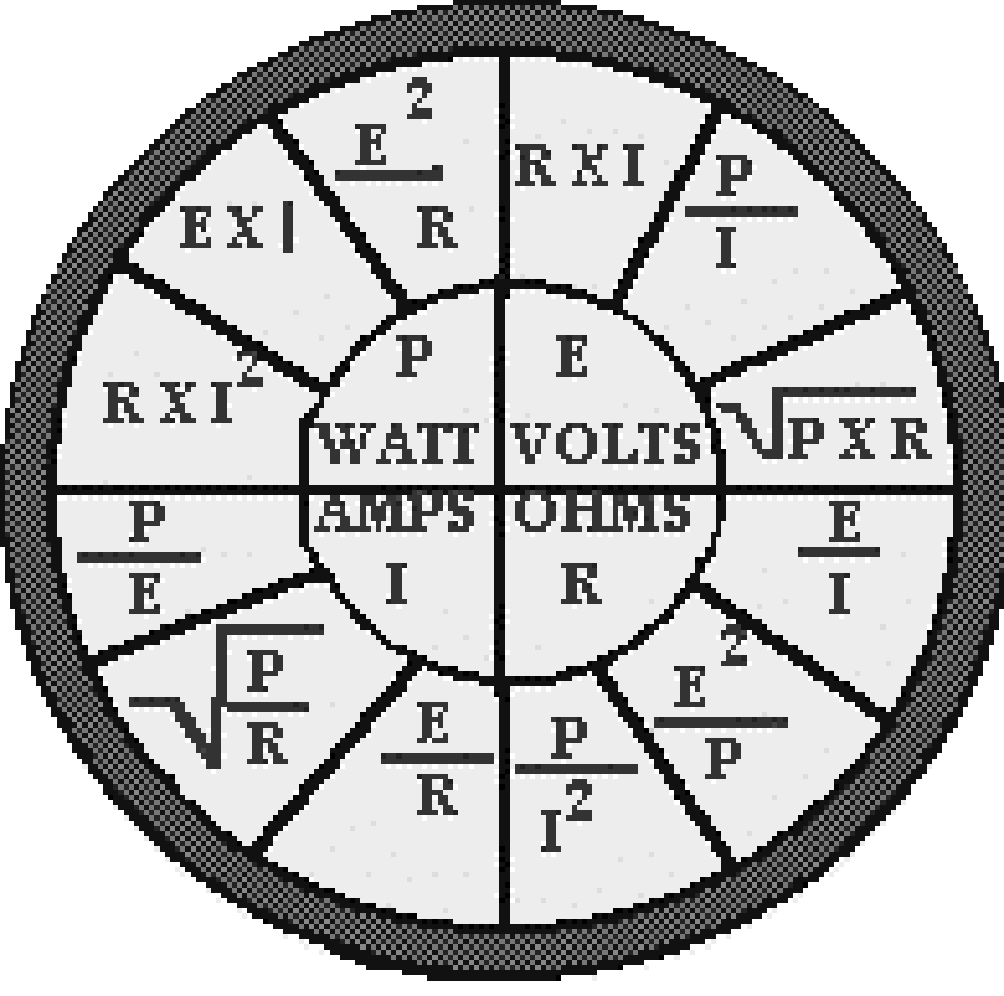 E²/R
R X I
P/I
E X I
R X I²
P
WATT
E
VOLTS
√P X R
P/E
AMPS
I
OHMS
R
E/I
√P/R
E/R
P/I²
E²/P